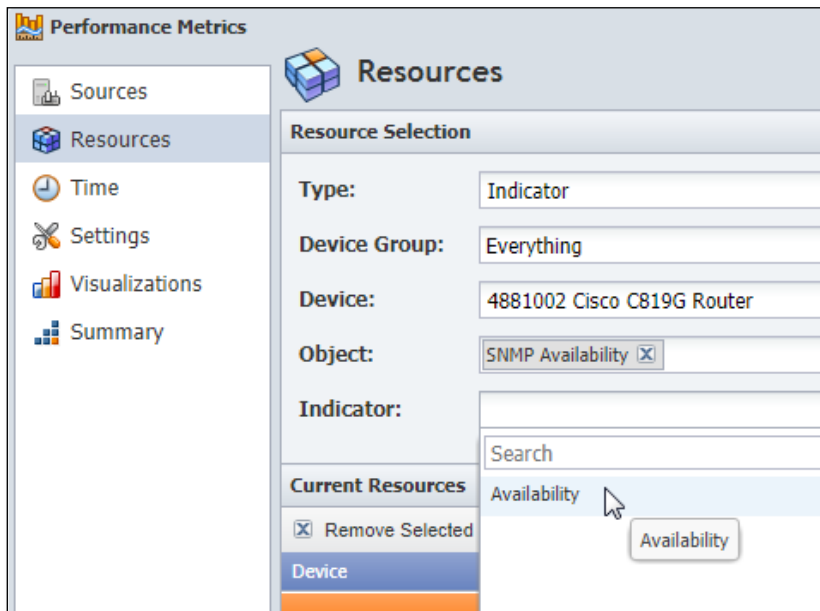 Performance Metrics
Sources
Resources
Time
Settings
Visualizations
Summary
Resources
Resource Selection
Type: Indicator
Device Group: Everything
Device: 4881002 Cisco C819G Router
Object: SNMP Availability
Indicator:
Search
Availability
Availability
Current Resources
Remove Selected
Device